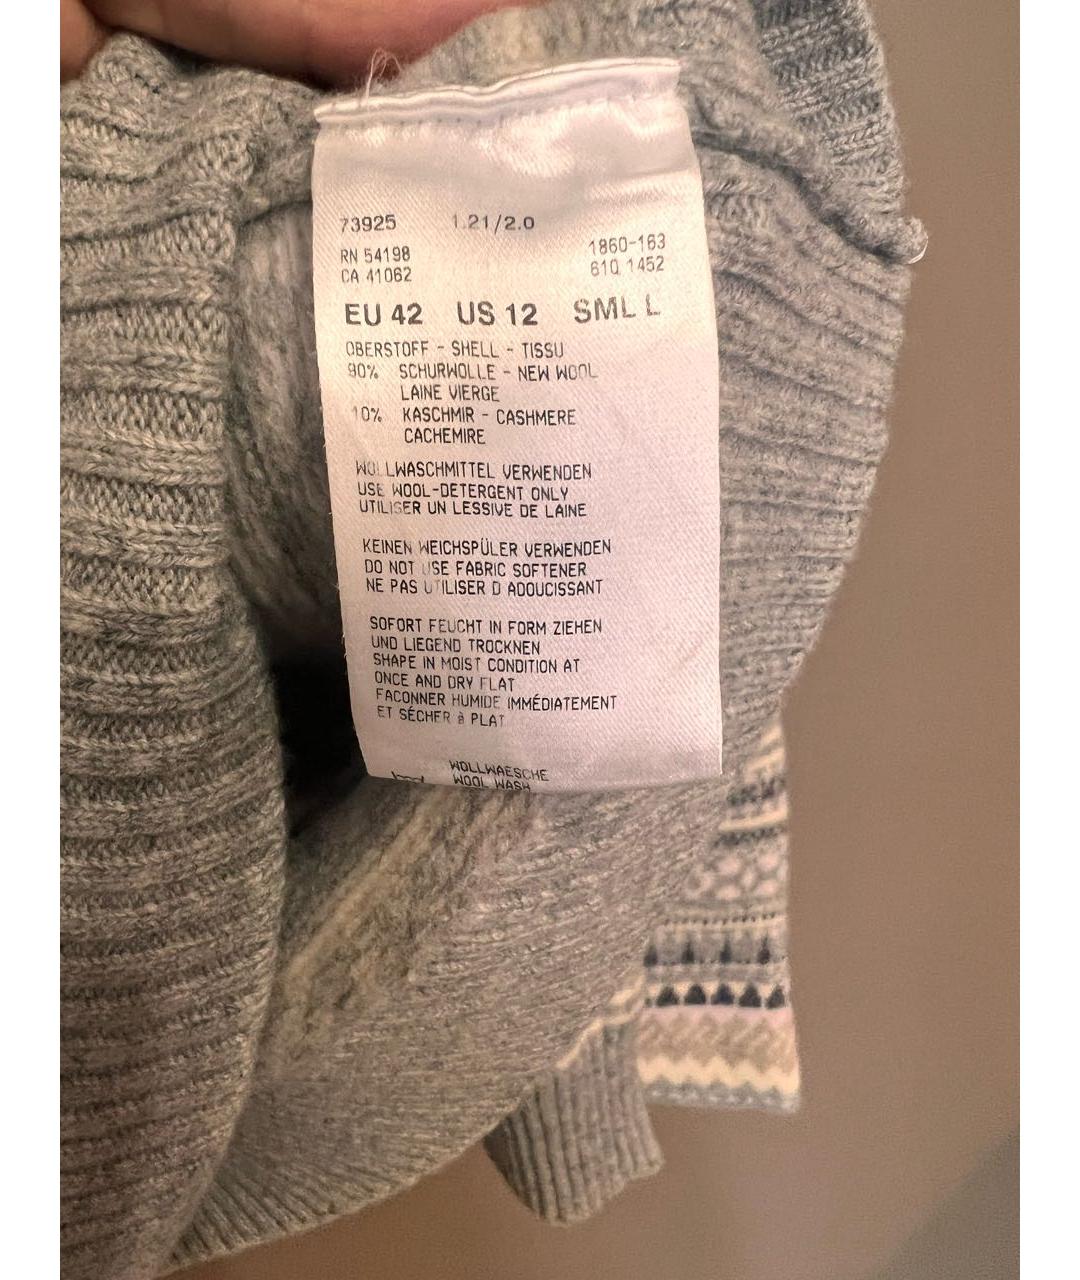 73925 1.21/2.0
RN 54198 1860-163
CA 41062 610 1452
EU 42 US 12 SML L
OBERSTOFF - SHELL - TISSU
90% SCHURWOLLE - NEW WOOL
LAINE VIERGE
10% KASCHMIR - CASHMERE
CACHEMIRE
WOLLWASCHMITTEL VERWENDEN
USE WOOL-DETERGENT ONLY
UTILISER UN LESSIVE DE LAINE
KEINEN WEICHSPÜLER VERWENDEN
DO NOT USE FABRIC SOFTENER
NE PAS UTILISER D ADOUCISSANT
SOFORT FEUCHT IN FORM ZIEHEN
UND LIEGEND TROCKNEN
SHAPE IN MOIST CONDITION AT
ONCE AND DRY FLAT
FACONNER HUMIDE IMMÉDIATEMENT
ET SÉCHER à PLAT
WOLLWAESCHE
WOOL WASH